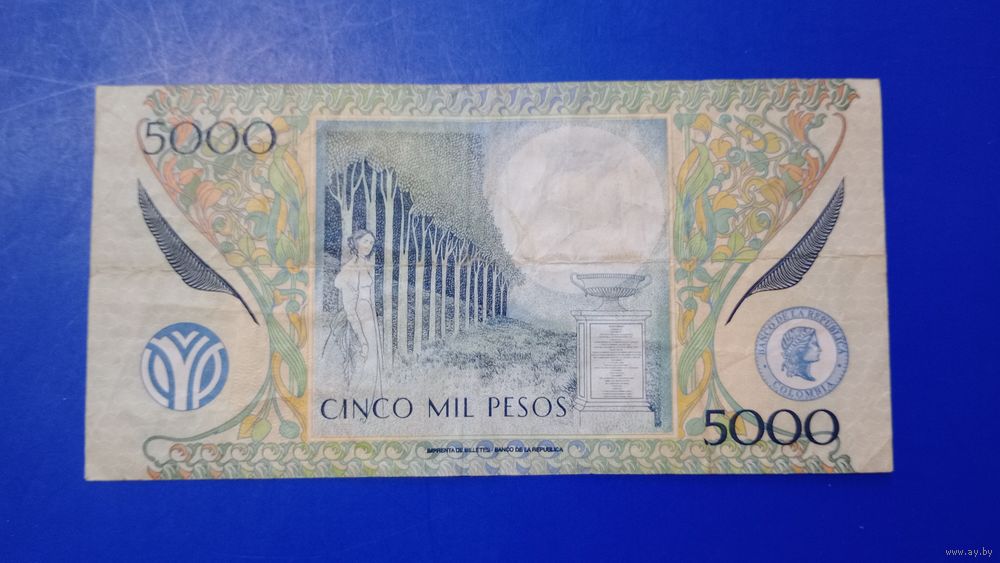 5000
BANCO DE LA REPUBLICA
COLOMBIA
CINCO MIL PESOS
5000
IMPRENTA DE BILLETES - BANCO DE LA REPUBLICA
www.ay.by